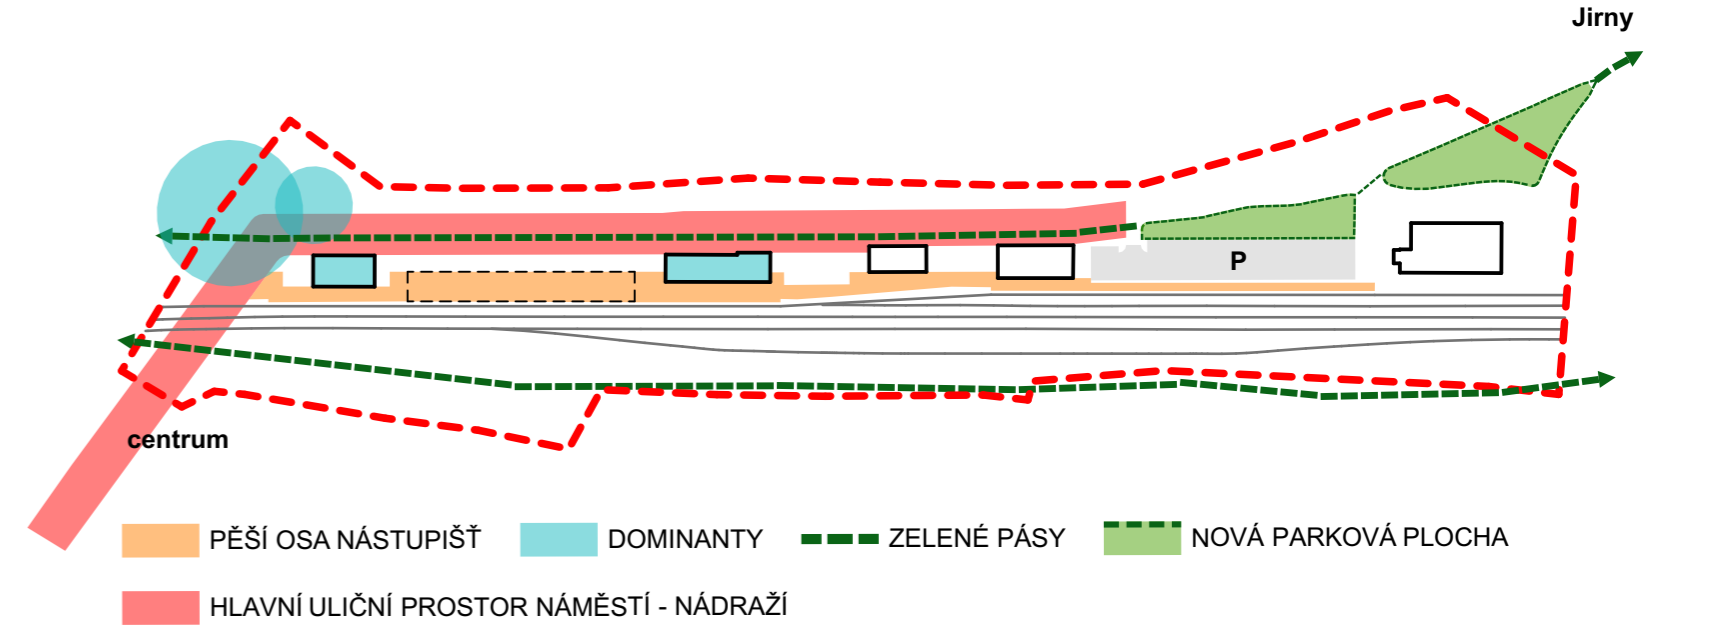 Jirny
P
centrum
PĚŠÍ OSA NÁSTUPIŠŤ
DOMINANTY
ZELENÉ PÁSY
NOVÁ PARKOVÁ PLOCHA
HLAVNÍ ULIČNÍ PROSTOR NÁMĚSTÍ - NÁDRAŽÍ